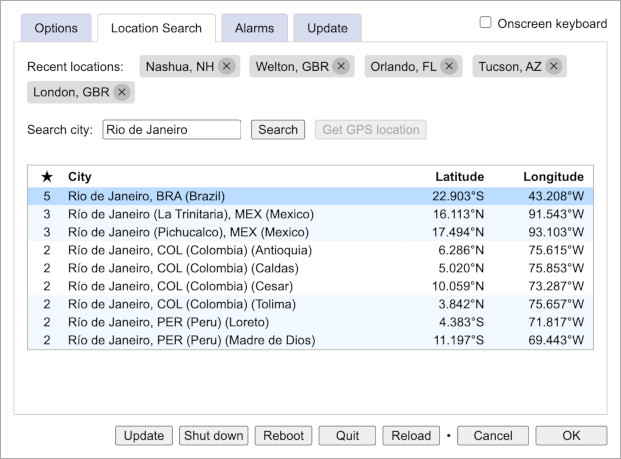 Options Location Search Alarms Update Onscreen keyboard
Recent locations: Nashua, NH × Welton, GBR × Orlando, FL × Tucson, AZ ×
London, GBR ×
Search city: Rio de Janeiro Search Get GPS location
★ City Latitude Longitude
5 Rio de Janeiro, BRA (Brazil) 22.903°S 43.208°W
3 Río de Janeiro (La Trinitaria), MEX (Mexico) 16.113°N 91.543°W
3 Río de Janeiro (Pichucalco), MEX (Mexico) 17.494°N 93.103°W
2 Río de Janeiro, COL (Colombia) (Antioquia) 6.286°N 75.615°W
2 Río de Janeiro, COL (Colombia) (Caldas) 5.020°N 75.853°W
2 Río de Janeiro, COL (Colombia) (Cesar) 10.059°N 73.287°W
2 Río de Janeiro, COL (Colombia) (Tolima) 3.842°N 75.657°W
2 Río de Janeiro, PER (Peru) (Loreto) 4.383°S 71.817°W
2 Río de Janeiro, PER (Peru) (Madre de Dios) 11.197°S 69.443°W
Update Shut down Reboot Quit Reload • Cancel OK